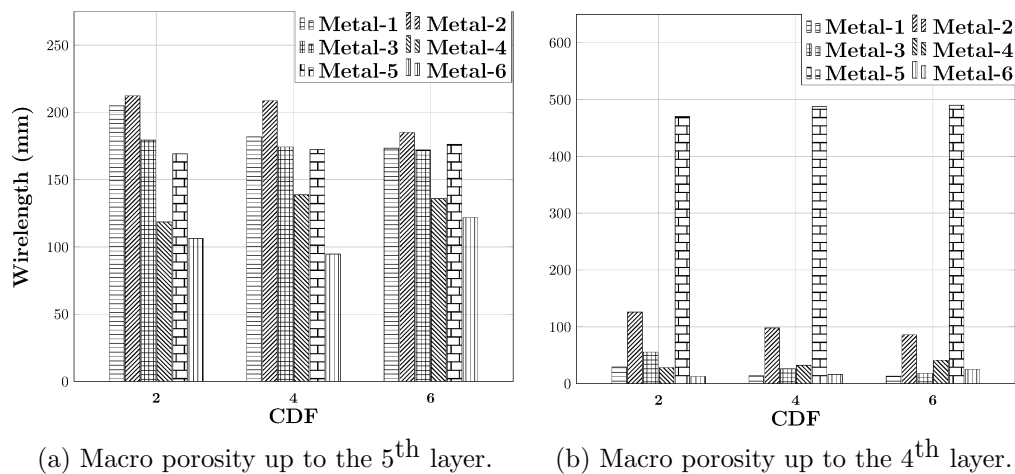 250
200
150
100
50
0
Wirelength (mm)
Metal-1 Metal-2
Metal-3 Metal-4
Metal-5 Metal-6
2 4 6
CDF
(a) Macro porosity up to the 5th layer.
600
500
400
300
200
100
0
Metal-1 Metal-2
Metal-3 Metal-4
Metal-5 Metal-6
2 4 6
CDF
(b) Macro porosity up to the 4th layer.